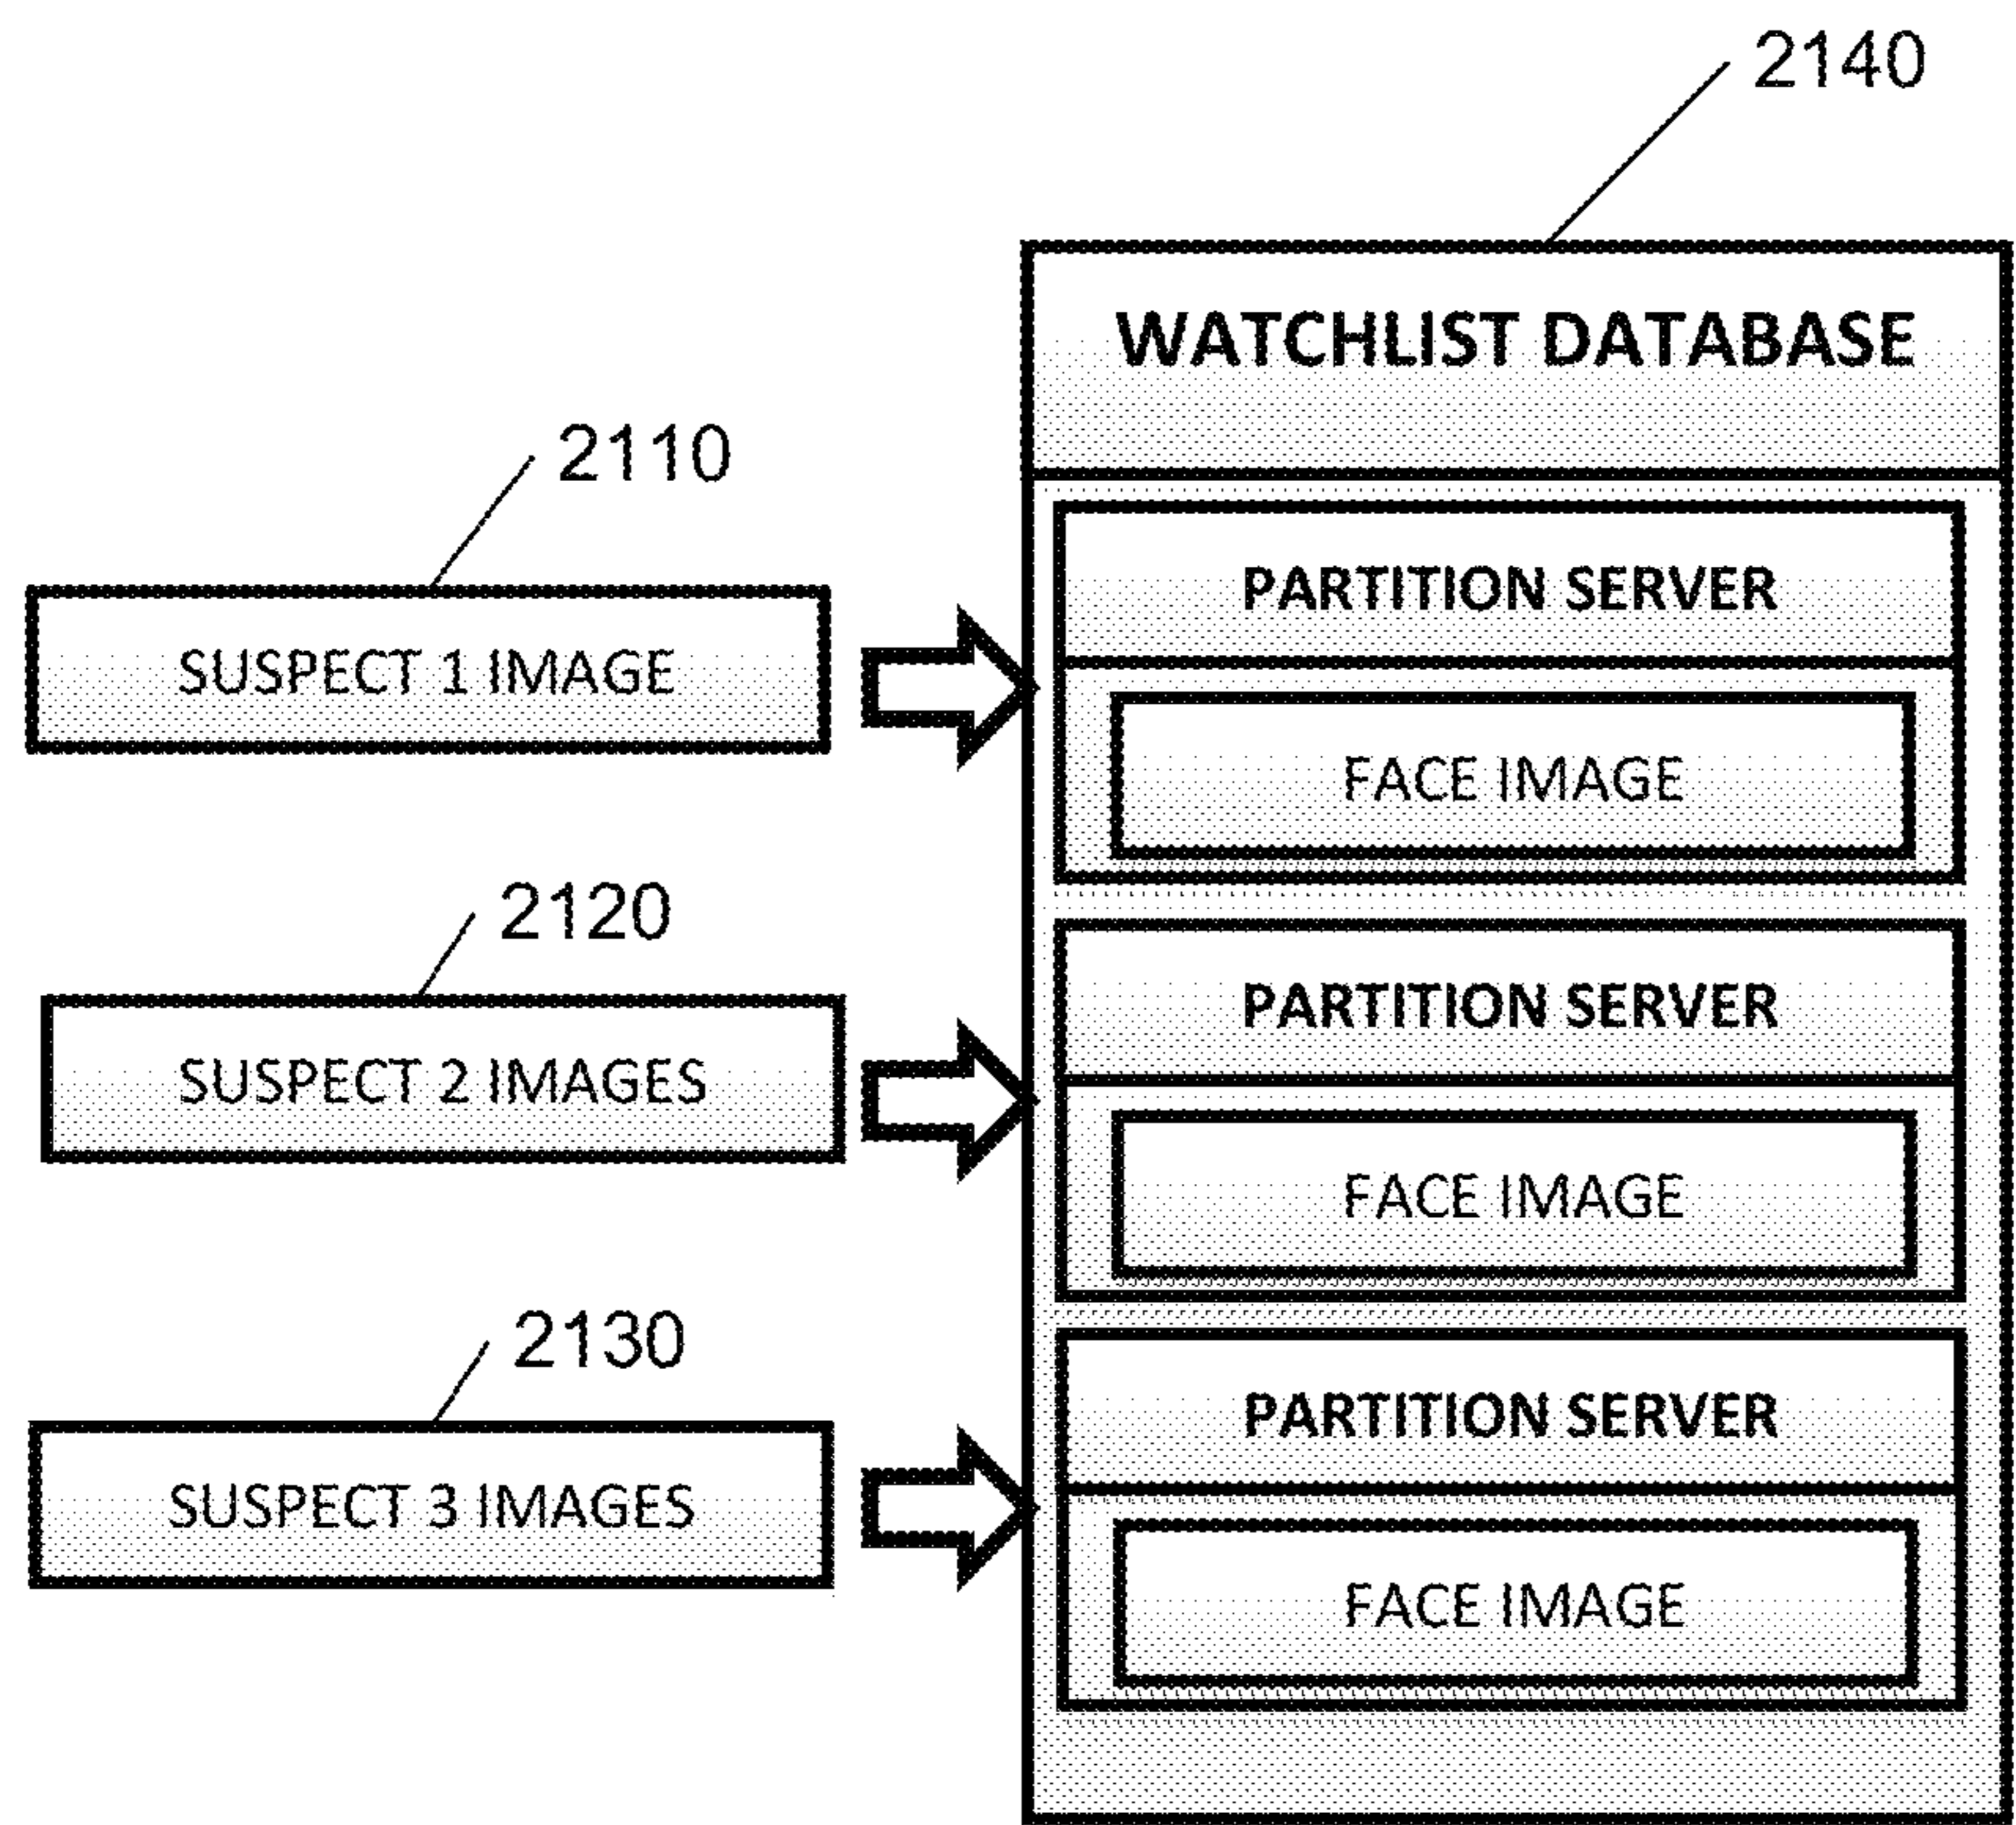 2140
WATCHLIST DATABASE
2110
SUSPECT 1 IMAGE
PARTITION SERVER
FACE IMAGE
2120
SUSPECT 2 IMAGES
PARTITION SERVER
FACE IMAGE
2130
SUSPECT 3 IMAGES
PARTITION SERVER
FACE IMAGE